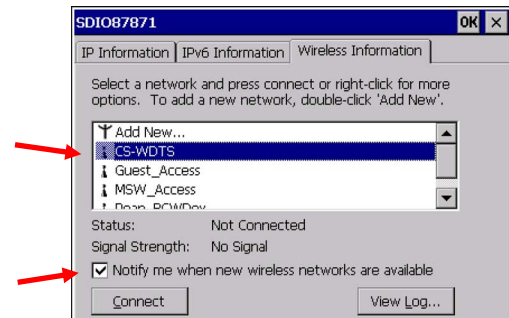 SDIO87871 OK ×
IP Information IPv6 Information Wireless Information
Select a network and press connect or right-click for more
options. To add a new network, double-click 'Add New'.
Add New...
CS-WDTS
Guest_Access
MSW_Access
Status: Not Connected
Signal Strength: No Signal
Notify me when new wireless networks are available
Connect View Log...